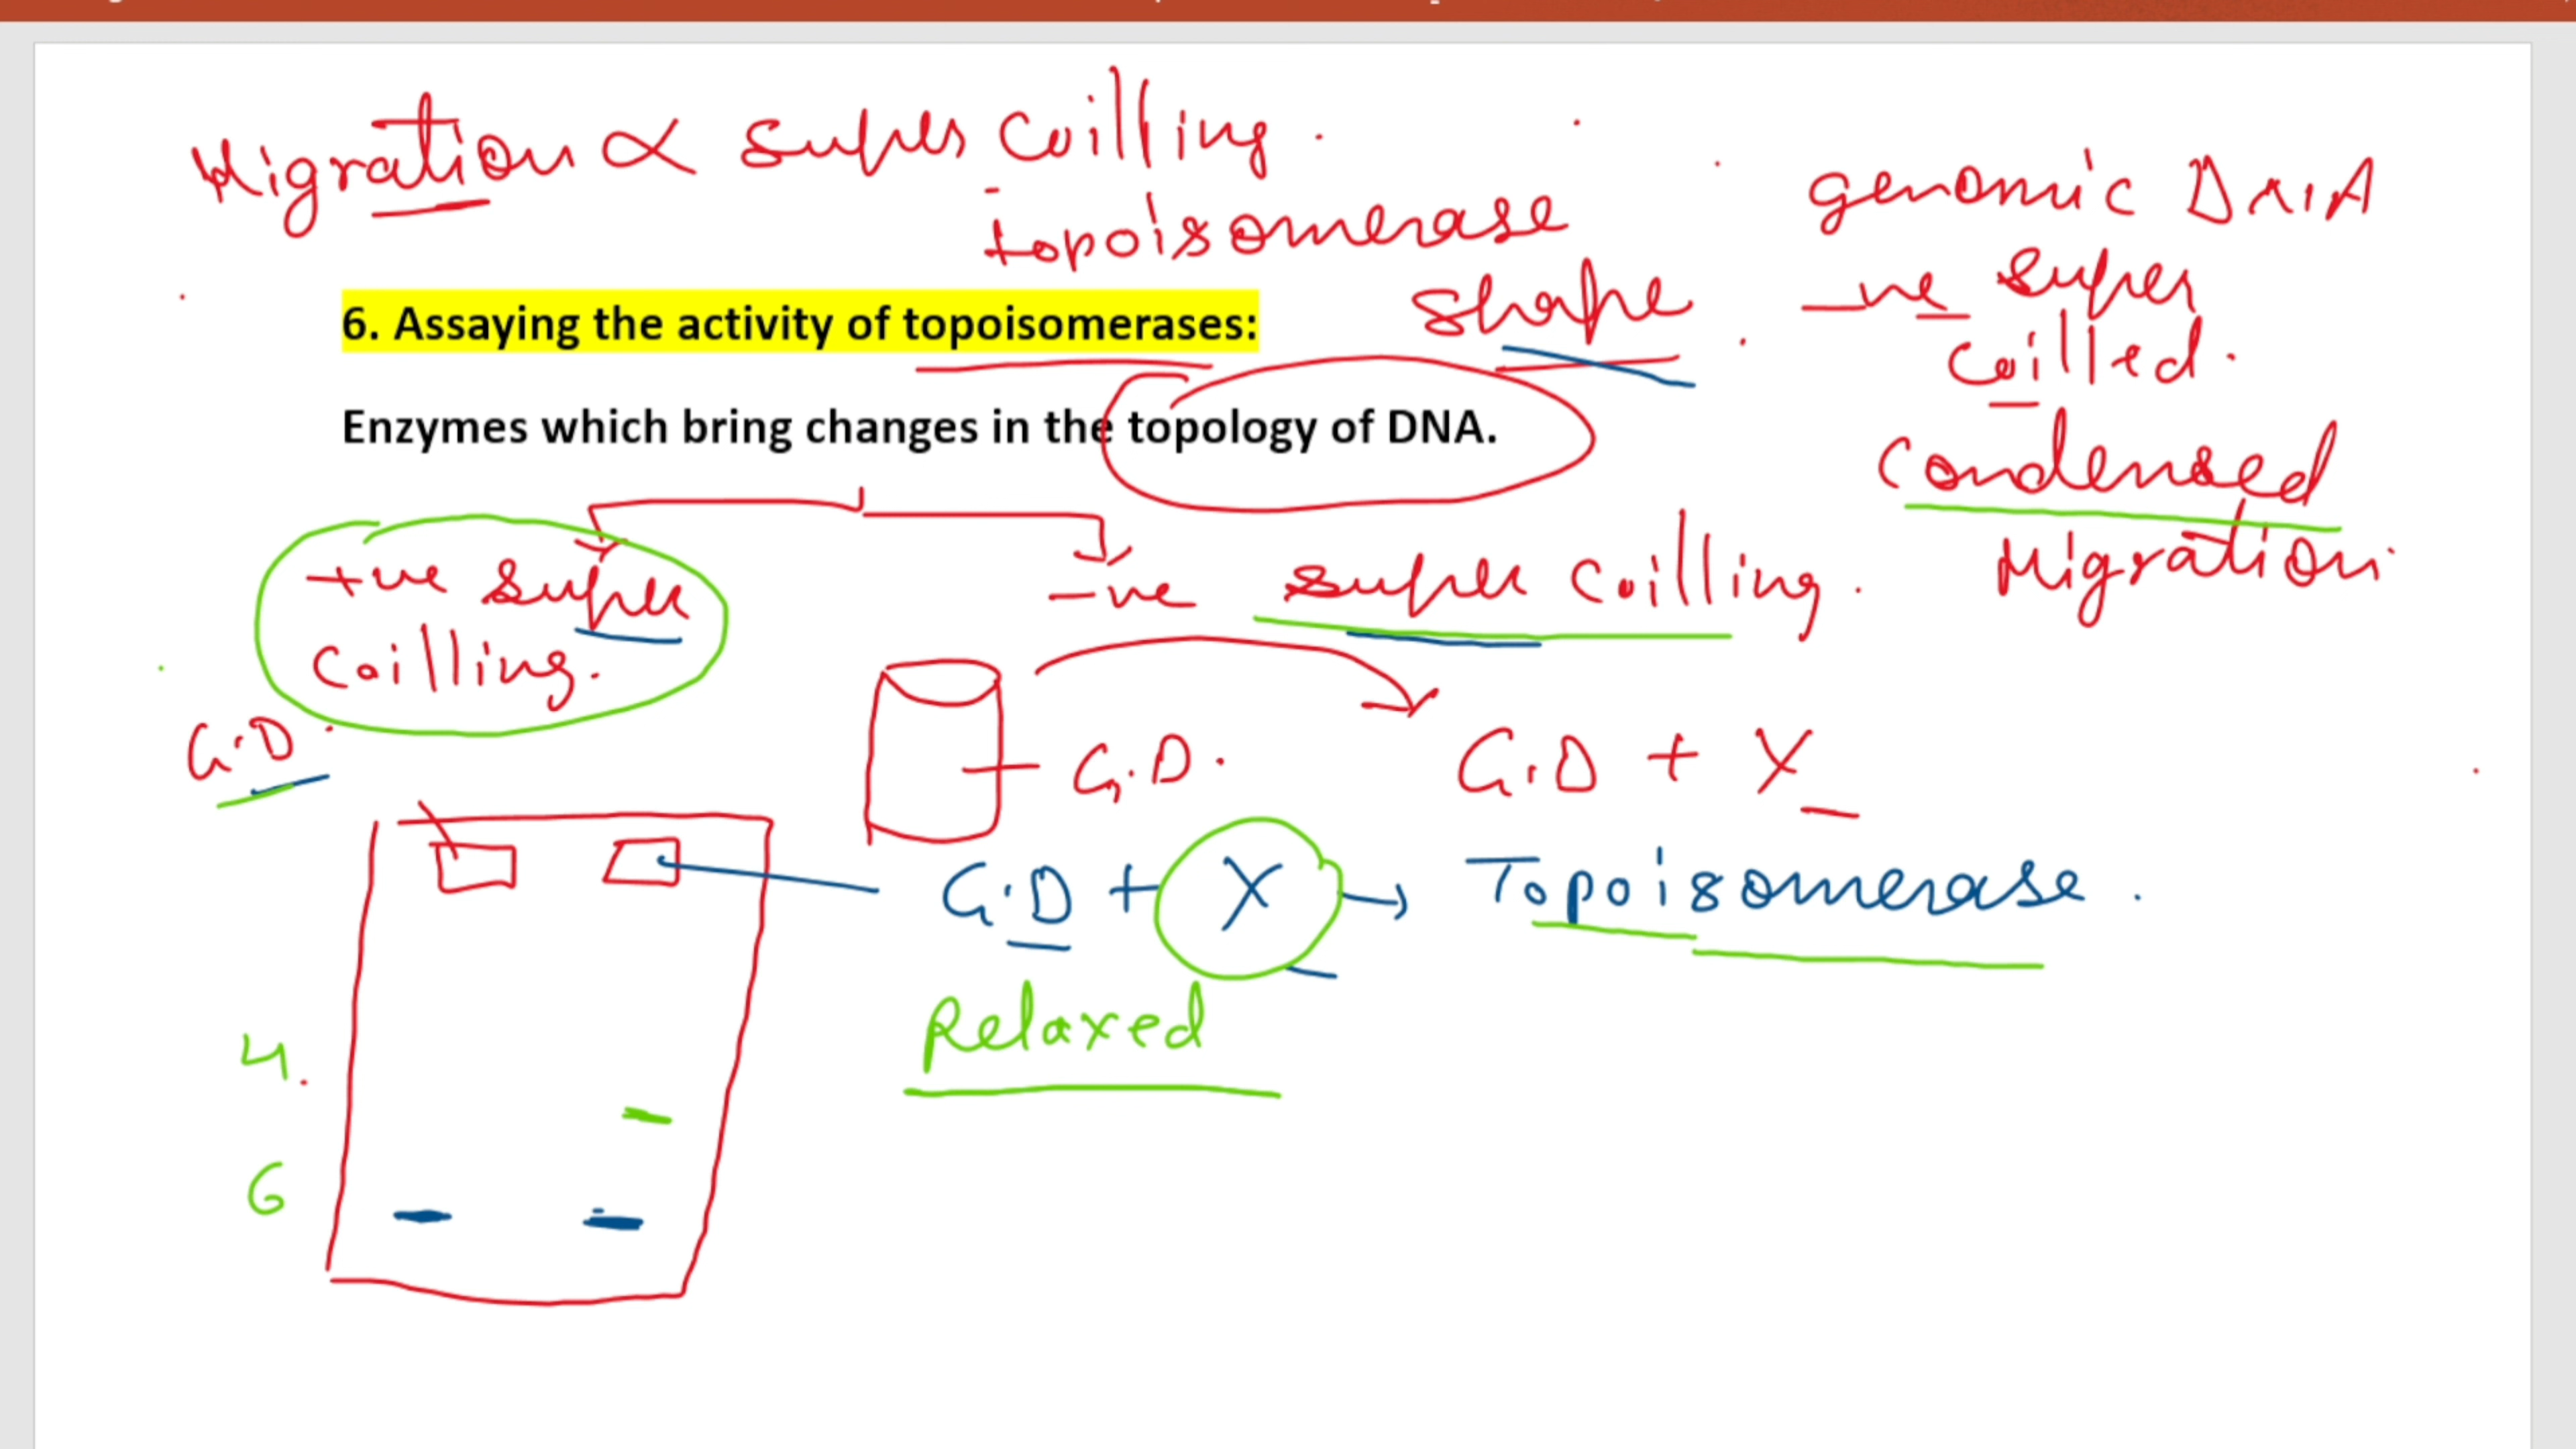 Migration ∝ super coilling.
topoisomerase
genomic DNA
-ve super
coilled.
shape
6. Assaying the activity of topoisomerases:
Enzymes which bring changes in the topology of DNA.
condensed
Migration
+ve super
coilling.
-ve super coilling.
G.D.
G.D.
G.D + X
G.D + X → Topoisomerase.
Relaxed
4.
6